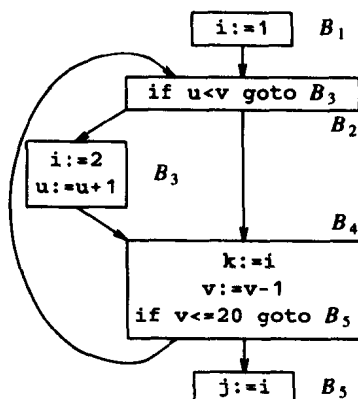 i:=1 B1
if u<v goto B3
B2
i:=2
u:=u+1 B3
B4
k:=i
v:=v-1
if v<=20 goto B5
j:=i B5